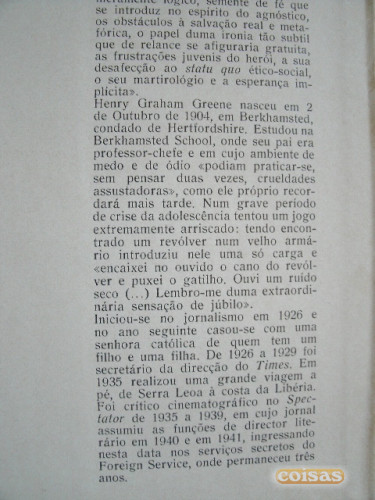 meramente lógico, semente de fé que
se introduz no espírito do agnóstico,
os obstáculos à salvação real e meta-
fórica, o papel duma ironia tão subtil
que de relance se afiguraria gratuita,
as frustrações juvenis do herói, a sua
desafecção ao statu quo ético-social,
o seu martirológio e a esperança im-
plícita».
Henry Graham Greene nasceu em 2
de Outubro de 1904, em Berkhamsted,
condado de Hertfordshire. Estudou na
Berkhamsted School, onde seu pai era
professor-chefe e em cujo ambiente de
medo e de ódio «podiam praticar-se,
sem pensar duas vezes, crueldades
assustadoras», como ele próprio recor-
dará mais tarde. Num grave período
de crise da adolescência tentou um jogo
extremamente arriscado: tendo encon-
trado um revólver num velho armá-
rio introduziu nele uma só carga e
«encaixei no ouvido o cano do revól-
ver e puxei o gatilho. Ouvi um ruído
seco (...) Lembro-me duma extraordi-
nária sensação de júbilo».
Iniciou-se no jornalismo em 1926 e
no ano seguinte casou-se com uma
senhora católica de quem tem um
filho e uma filha. De 1926 a 1929 foi
secretário da direcção do Times. Em
1935 realizou uma grande viagem a
pé, de Serra Leoa à costa da Libéria.
Foi crítico cinematográfico no Spec-
tator de 1935 a 1939, em cujo jornal
assumiu as funções de director lite-
rário em 1940 e em 1941, ingressando
nesta data nos serviços secretos do
Foreign Service, onde permaneceu três
anos.
coisas